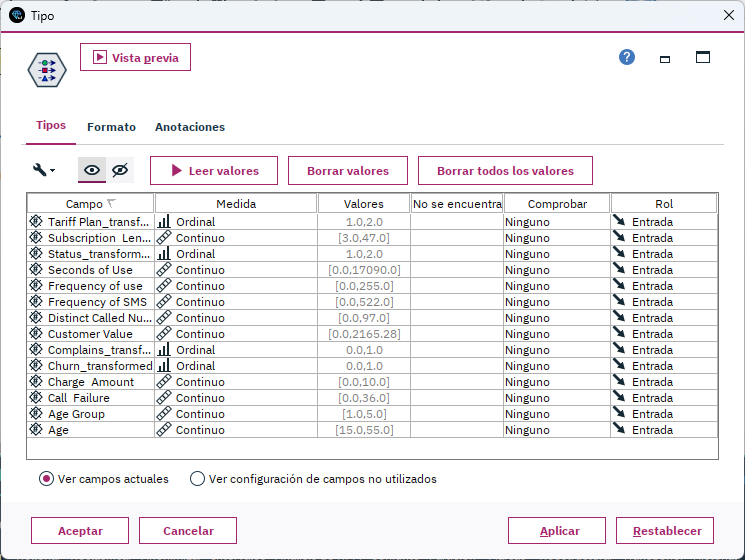 Tipo
Vista previa
?
Tipos Formato Anotaciones
Leer valores Borrar valores Borrar todos los valores
Campo Medida Valores No se encuentra Comprobar Rol
Tariff Plan_transf... Ordinal 1.0,2.0 Ninguno Entrada
Subscription Len... Continuo [3.0,47.0] Ninguno Entrada
Status_transform... Ordinal 1.0,2.0 Ninguno Entrada
Seconds of Use Continuo [0.0,17090.0] Ninguno Entrada
Frequency of use Continuo [0.0,255.0] Ninguno Entrada
Frequency of SMS Continuo [0.0,522.0] Ninguno Entrada
Distinct Called Nu... Continuo [0.0,97.0] Ninguno Entrada
Customer Value Continuo [0.0,2165.28] Ninguno Entrada
Complains_transf... Ordinal 0.0,1.0 Ninguno Entrada
Churn_transformed Ordinal 0.0,1.0 Ninguno Entrada
Charge Amount Continuo [0.0,10.0] Ninguno Entrada
Call Failure Continuo [0.0,36.0] Ninguno Entrada
Age Group Continuo [1.0,5.0] Ninguno Entrada
Age Continuo [15.0,55.0] Ninguno Entrada
Ver campos actuales Ver configuración de campos no utilizados
Aceptar Cancelar Aplicar Restablecer